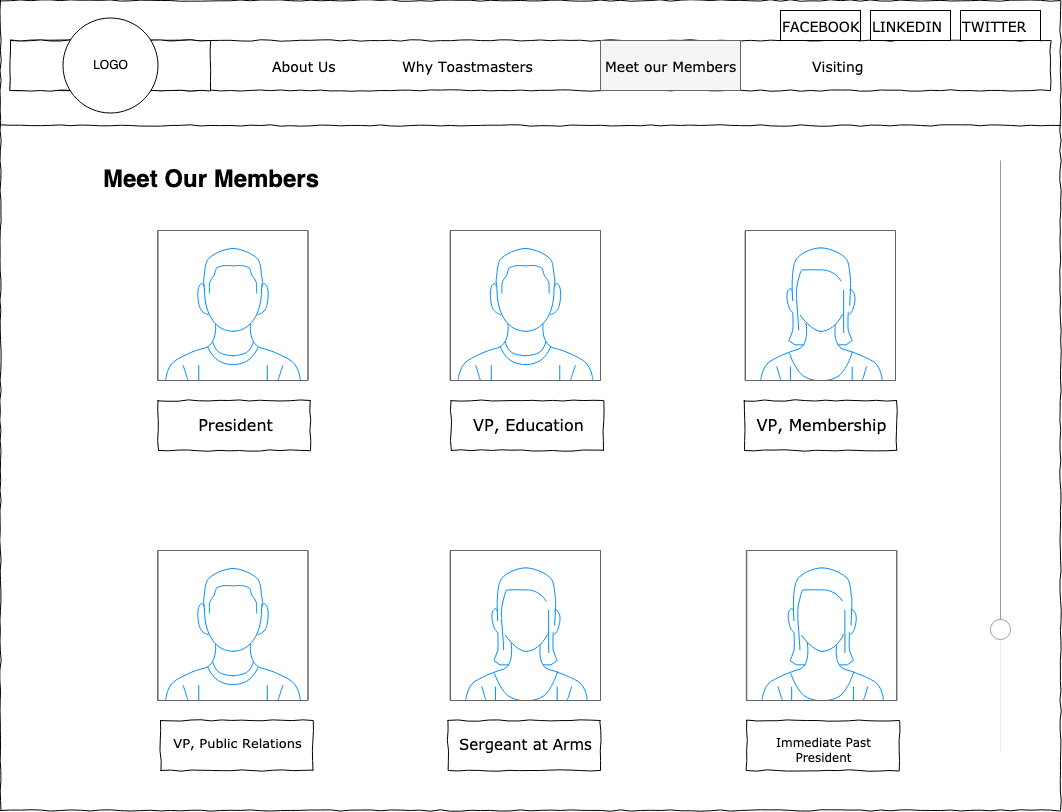 FACEBOOK
LINKEDIN
TWITTER
LOGO
About Us
Why Toastmasters
Meet our Members
Visiting
Meet Our Members
President
VP, Education
VP, Membership
VP, Public Relations
Sergeant at Arms
Immediate Past
President